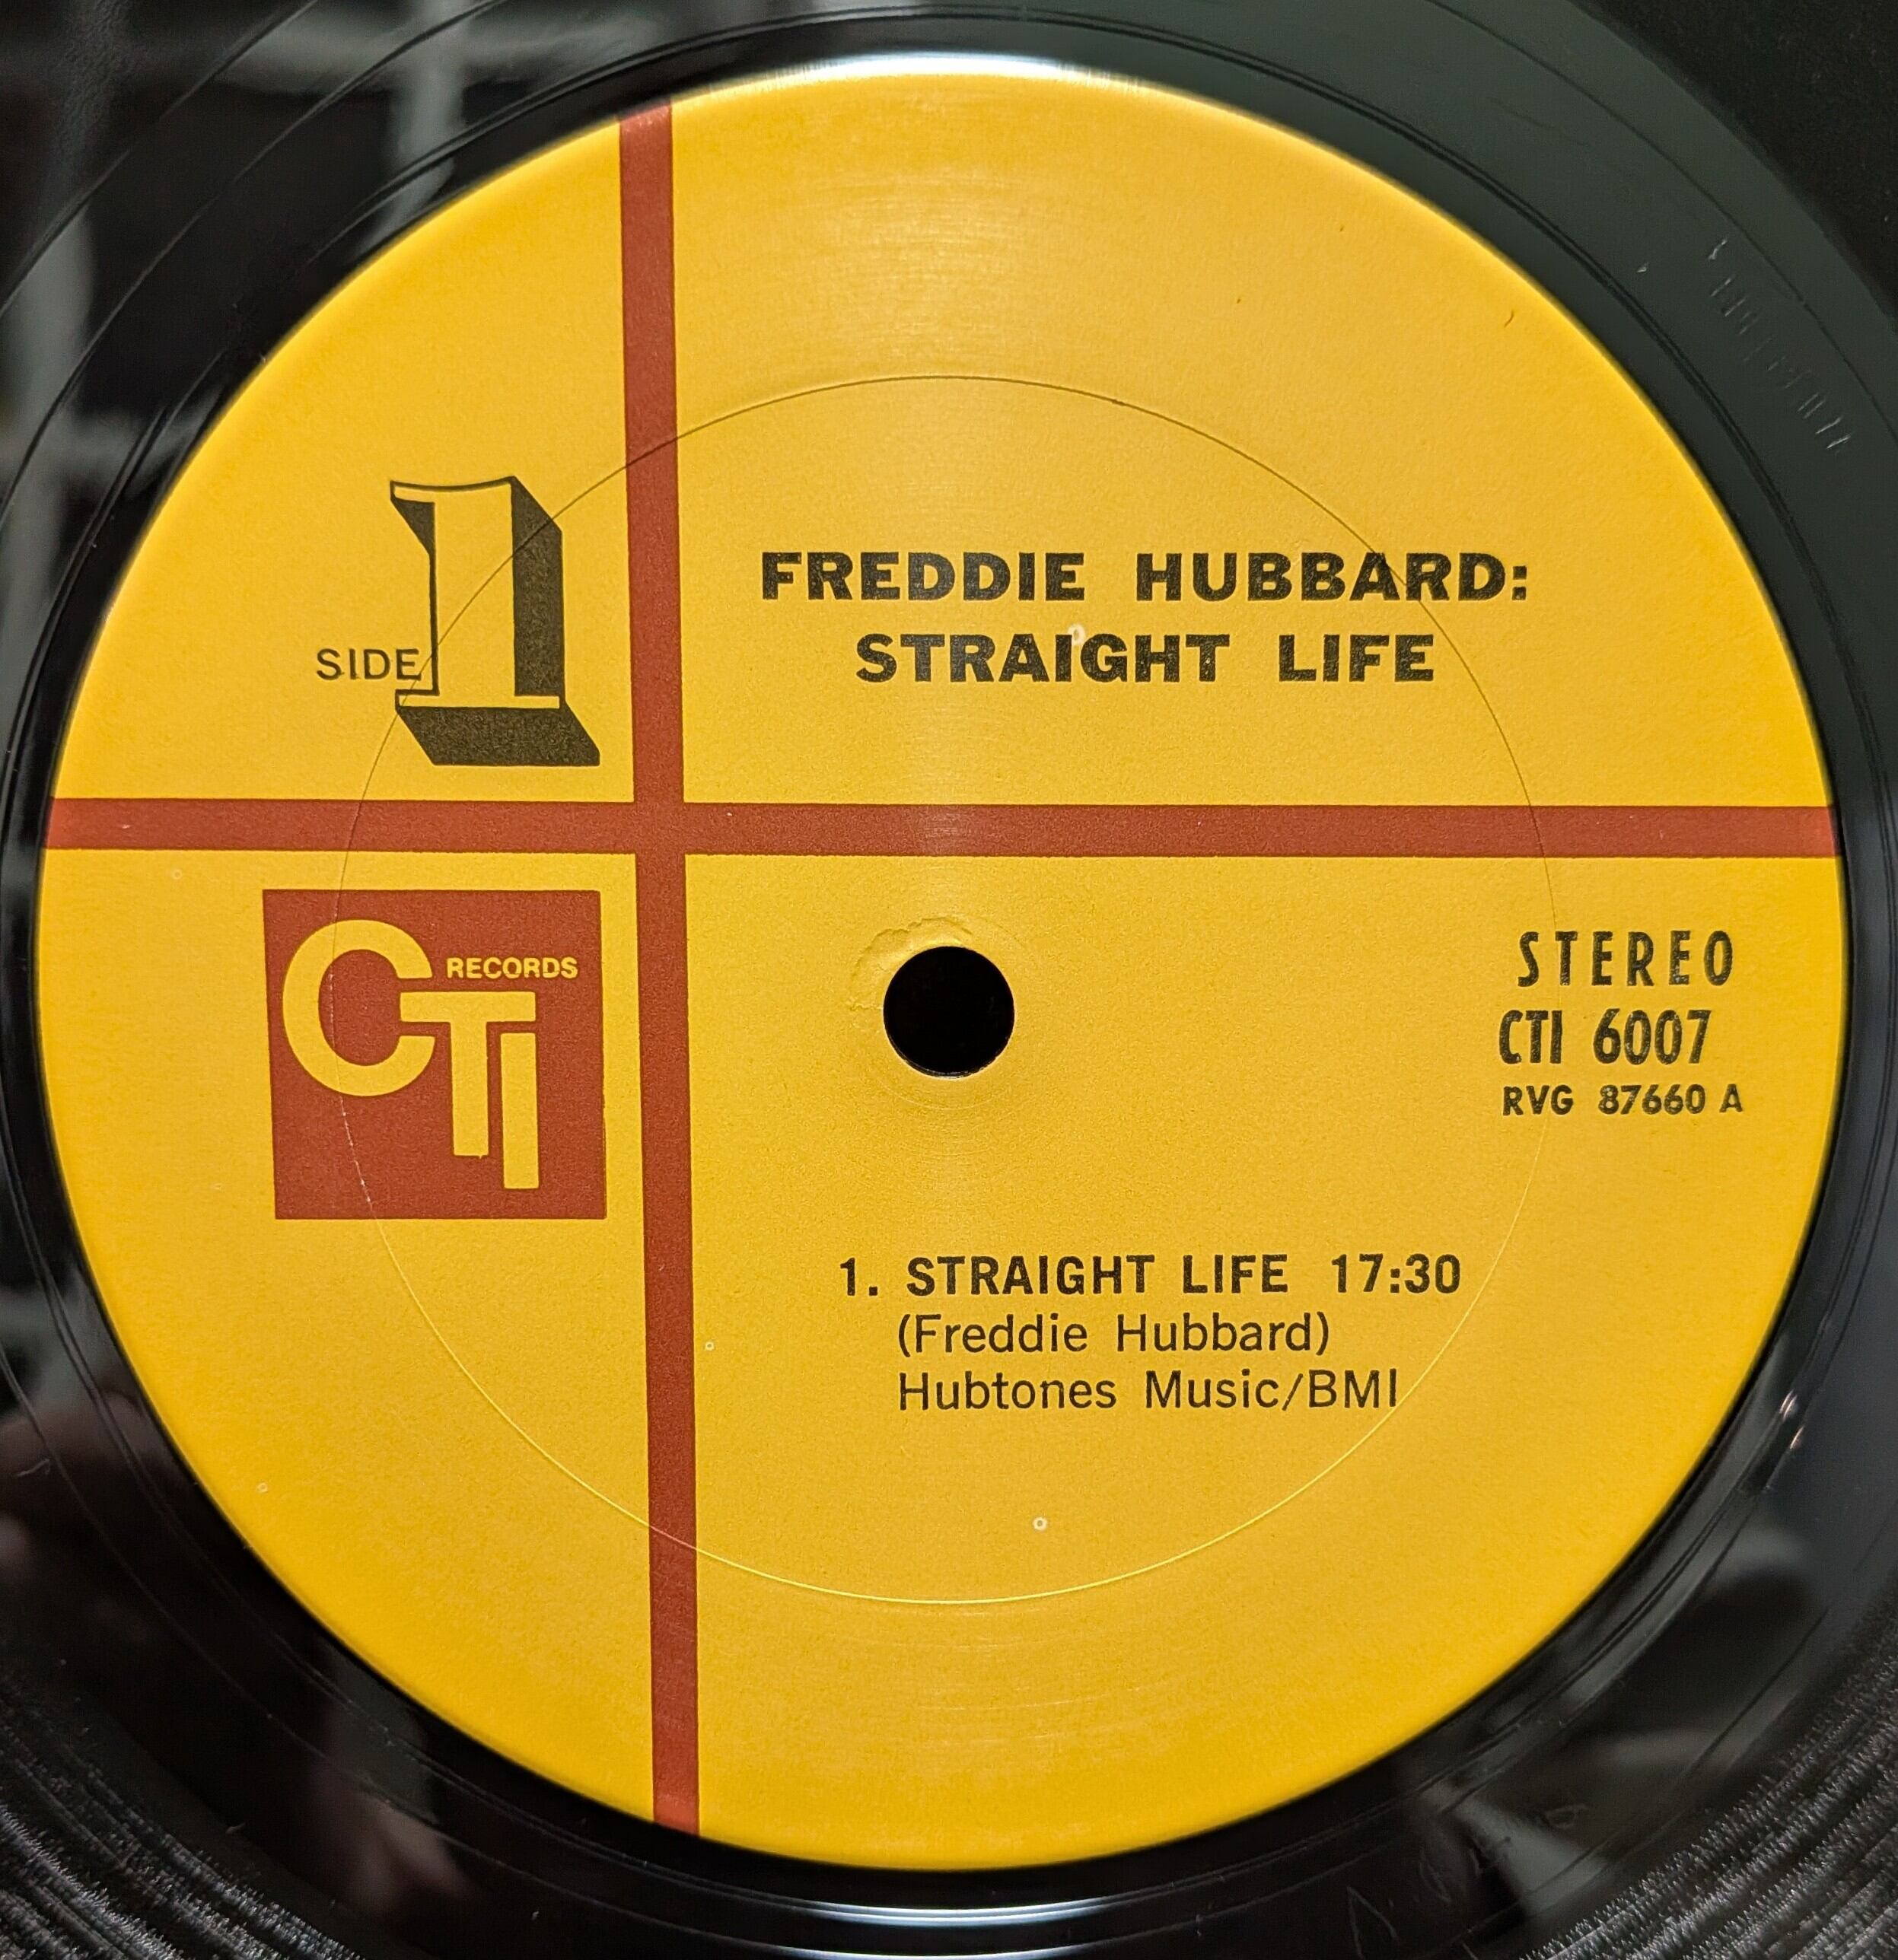 SIDE 1
FREDDIE HUBBARD:
STRAIGHT LIFE
CTI RECORDS
STEREO
CTI 6007
RVG 87660 A
1. STRAIGHT LIFE 17:30
(Freddie Hubbard)
Hubtones Music/BMI